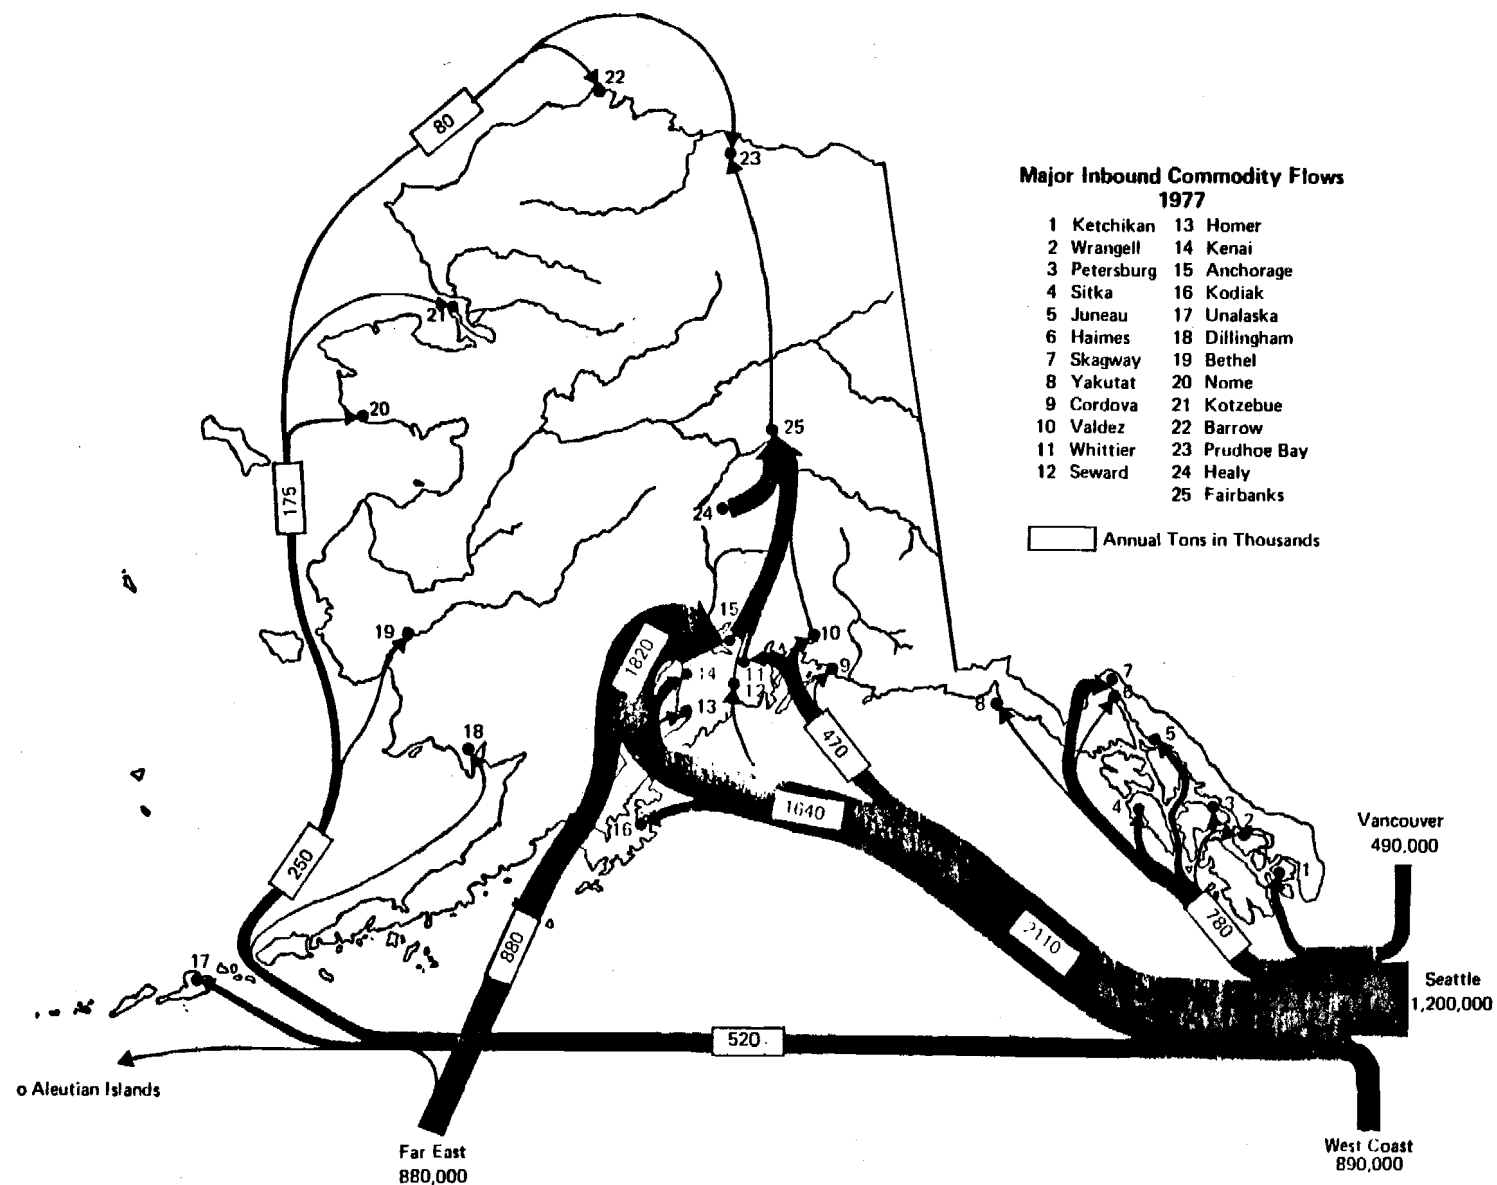 80
22
23
Major Inbound Commodity Flows
1977
1 Ketchikan 13 Homer
2 Wrangell 14 Kenai
3 Petersburg 15 Anchorage
4 Sitka 16 Kodiak
5 Juneau 17 Unalaska
6 Haimes 18 Dillingham
7 Skagway 19 Bethel
8 Yakutat 20 Nome
9 Cordova 21 Kotzebue
10 Valdez 22 Barrow
11 Whittier 23 Prudhoe Bay
12 Seward 24 Healy
25 Fairbanks
Annual Tons in Thousands
21
20
25
175
24
15
19
10
1820
14
11
9
12
7
6
8
13
18
470
5
1640
4
3
2
16
Vancouver
490,000
250
1
780
880
2110
17
Seattle
1,200,000
520
o Aleutian Islands
Far East
880,000
West Coast
890,000